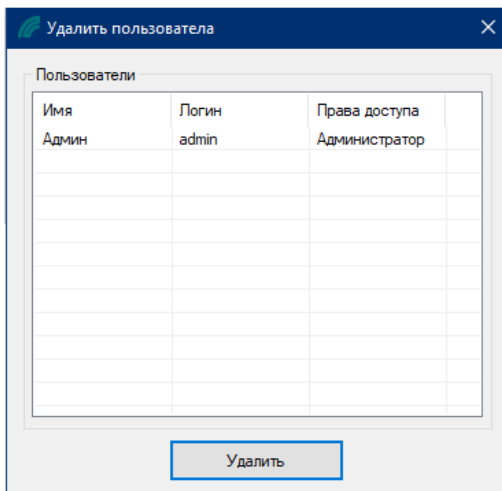 Удалить пользователя
Пользователи
Имя Логин Права доступа
Админ admin Администратор
Удалить